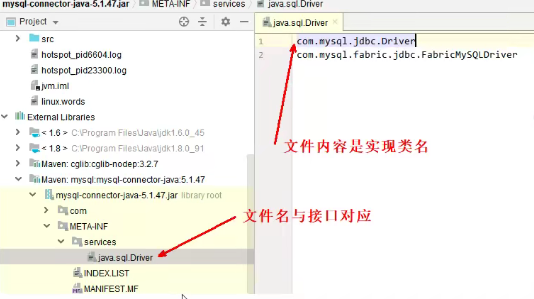 mysql-connector-java-5.1.47.jar
META-INF
services
java.sql.Driver
Project
java.sql.Driver
src
hotspot_pid6604.log
hotspot_pid23300.log
jvm.iml
linux.words
External Libraries
< 1.6 > C:\Program Files\Java\jdk1.6.0_45
< 1.8 > C:\Program Files\Java\jdk1.8.0_91
Maven: cglib:cglib-nodep:3.2.7
Maven: mysql:mysql-connector-java:5.1.47
mysql-connector-java-5.1.47.jar library root
com
META-INF
services
java.sql.Driver
INDEX.LIST
MANIFEST.MF
1 com.mysql.jdbc.Driver
2 com.mysql.fabric.jdbc.FabricMySQLDriver
文件内容是实现类名
文件名与接口对应